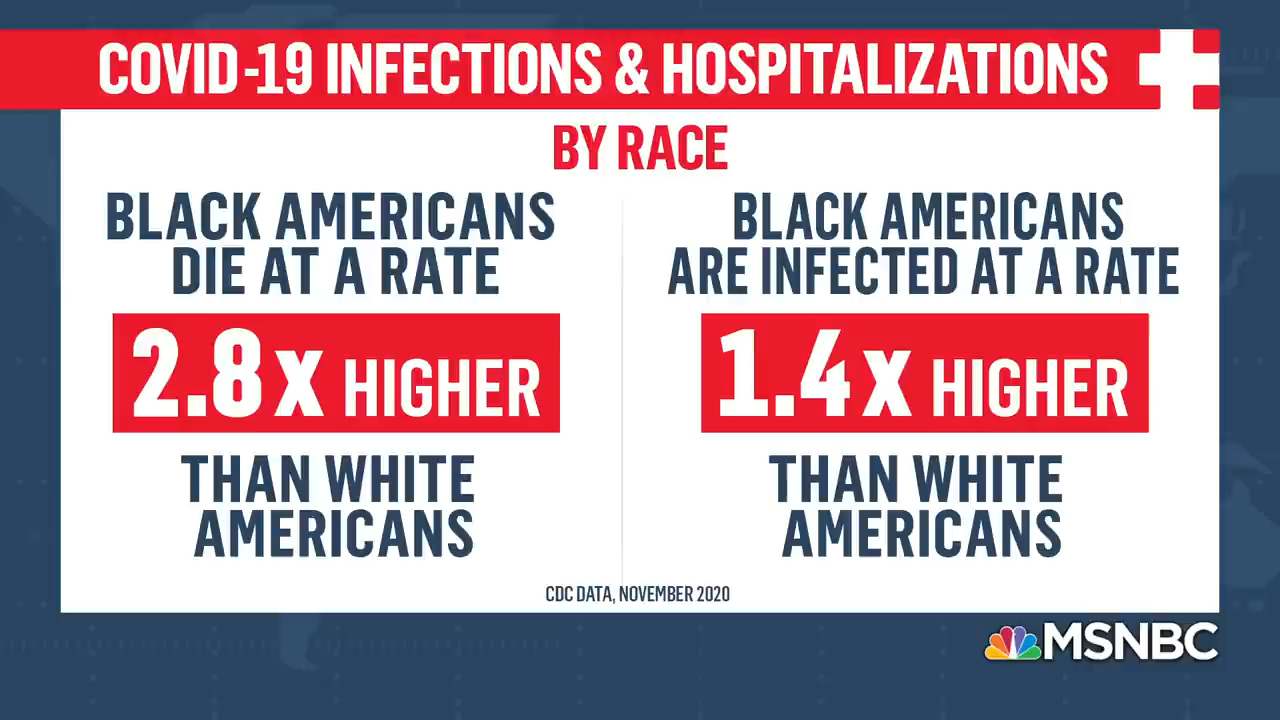 COVID-19 INFECTIONS & HOSPITALIZATIONS
BY RACE
BLACK AMERICANS
DIE AT A RATE
2.8x HIGHER
THAN WHITE
AMERICANS
BLACK AMERICANS
ARE INFECTED AT A RATE
1.4x HIGHER
THAN WHITE
AMERICANS
CDC DATA, NOVEMBER 2020
MSNBC